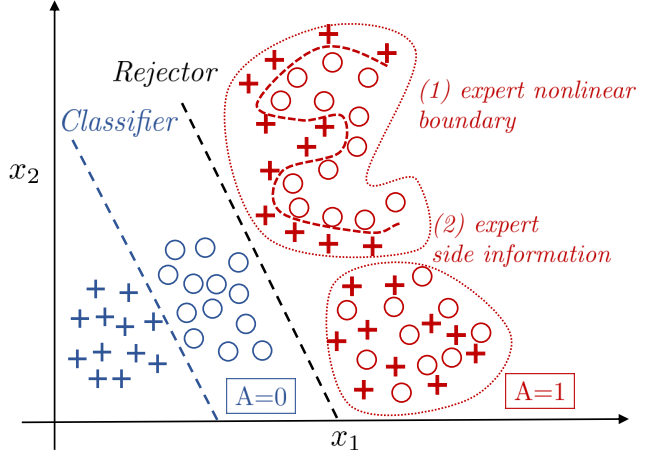 Rejector
(1) expert nonlinear
boundary
Classifier
x₂
(2) expert
side information
A=0
A=1
x₁